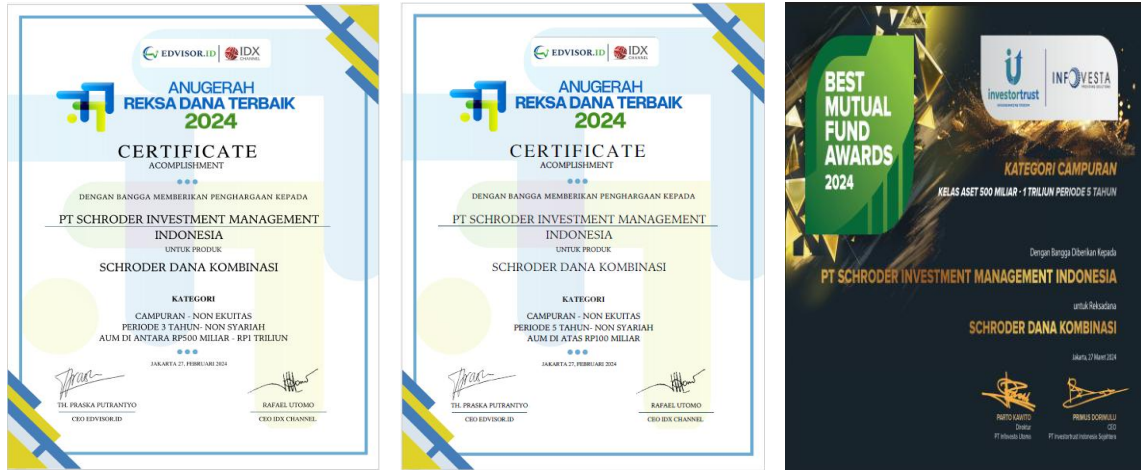 EDVISOR.ID IDX
CHANNEL
ANUGERAH
REKSA DANA TERBAIK
2024
CERTIFICATE
ACOMPLISHMENT
DENGAN BANGGA MEMBERIKAN PENGHARGAAN KEPADA
PT SCHRODER INVESTMENT MANAGEMENT
INDONESIA
UNTUK PRODUK
SCHRODER DANA KOMBINASI
KATEGORI
CAMPURAN - NON EKUITAS
PERIODE 3 TAHUN- NON SYARIAH
AUM DI ANTARA RP500 MILIAR - RP1 TRILIUN
JAKARTA 27, FEBRUARI 2024
TH. PRASKA PUTRANTYO
CEO EDVISOR.ID
RAFAEL UTOMO
CEO IDX CHANNEL
EDVISOR.ID IDX
CHANNEL
ANUGERAH
REKSA DANA TERBAIK
2024
CERTIFICATE
ACOMPLISHMENT
DENGAN BANGGA MEMBERIKAN PENGHARGAAN KEPADA
PT SCHRODER INVESTMENT MANAGEMENT
INDONESIA
UNTUK PRODUK
SCHRODER DANA KOMBINASI
KATEGORI
CAMPURAN - NON EKUITAS
PERIODE 5 TAHUN- NON SYARIAH
AUM DI ATAS RP100 MILIAR
JAKARTA 27, FEBRUARI 2024
TH. PRASKA PUTRANTYO
CEO EDVISOR.ID
RAFAEL UTOMO
CEO IDX CHANNEL
BEST
MUTUAL
FUND
AWARDS
2024
investortrust
INFOVESTA
KATEGORI CAMPURAN
KELAS ASET 500 MILIAR - 1 TRILIUN PERIODE 5 TAHUN
Dengan Bangga Diberikan Kepada
PT SCHRODER INVESTMENT MANAGEMENT INDONESIA
untuk Reksadana
SCHRODER DANA KOMBINASI
Jakarta, 27 Maret 2024
PARTO KAWITO
Direktur
PT Infovesta Utama
PRIMUS DORIMULU
CEO
PT Investortrust Indonesia Sejahtera